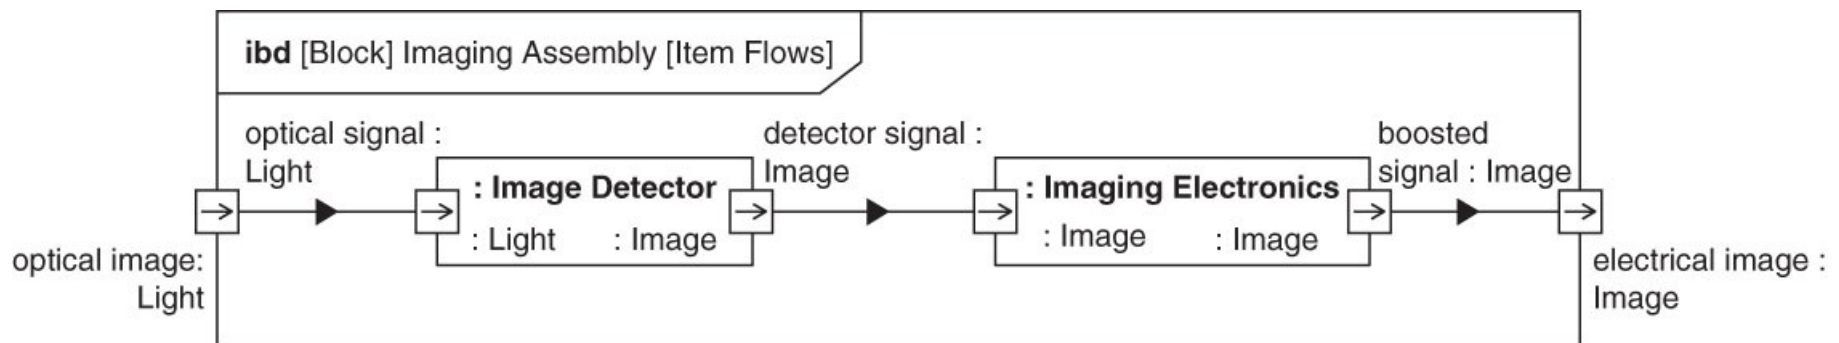 ibd [Block] Imaging Assembly [Item Flows]
optical signal :
Light
detector signal :
Image
boosted
signal : Image
: Image Detector
: Imaging Electronics
: Light
: Image
: Image
: Image
optical image:
Light
electrical image :
Image